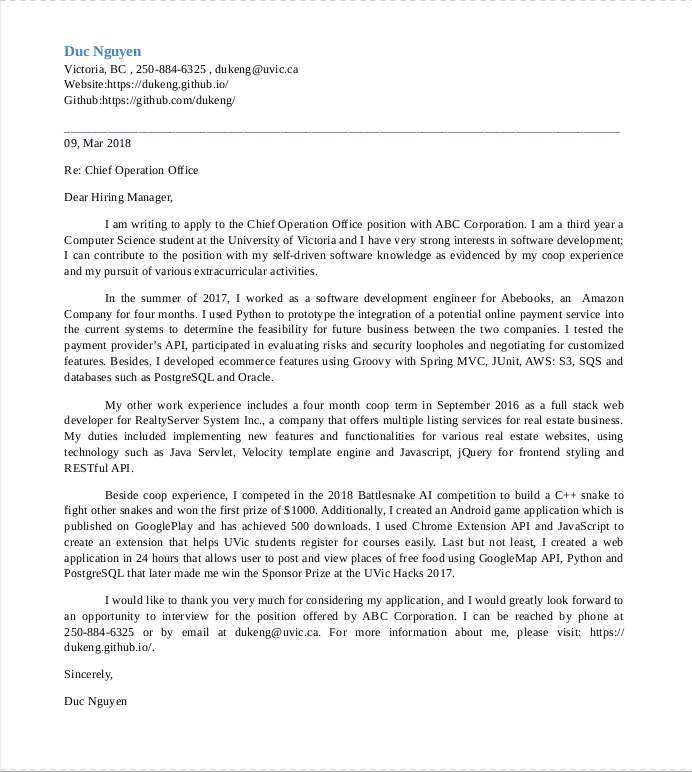 Duc Nguyen
Victoria, BC , 250-884-6325 , dukeng@uvic.ca
Website:https://dukeng.github.io/
Github:https://github.com/dukeng/
09, Mar 2018
Re: Chief Operation Office
Dear Hiring Manager,
I am writing to apply to the Chief Operation Office position with ABC Corporation. I am a third year a
Computer Science student at the University of Victoria and I have very strong interests in software development;
I can contribute to the position with my self-driven software knowledge as evidenced by my coop experience
and my pursuit of various extracurricular activities.
In the summer of 2017, I worked as a software development engineer for Abebooks, an Amazon
Company for four months. I used Python to prototype the integration of a potential online payment service into
the current systems to determine the feasibility for future business between the two companies. I tested the
payment provider's API, participated in evaluating risks and security loopholes and negotiating for customized
features. Besides, I developed ecommerce features using Groovy with Spring MVC, JUnit, AWS: S3, SQS and
databases such as PostgreSQL and Oracle.
My other work experience includes a four month coop term in September 2016 as a full stack web
developer for RealtyServer System Inc., a company that offers multiple listing services for real estate business.
My duties included implementing new features and functionalities for various real estate websites, using
technology such as Java Servlet, Velocity template engine and Javascript, jQuery for frontend styling and
RESTful API.
Beside coop experience, I competed in the 2018 Battlesnake AI competition to build a C++ snake to
fight other snakes and won the first prize of $1000. Additionally, I created an Android game application which is
published on GooglePlay and has achieved 500 downloads. I used Chrome Extension API and JavaScript to
create an extension that helps UVic students register for courses easily. Last but not least, I created a web
application in 24 hours that allows user to post and view places of free food using GoogleMap API, Python and
PostgreSQL that later made me win the Sponsor Prize at the UVic Hacks 2017.
I would like to thank you very much for considering my application, and I would greatly look forward to
an opportunity to interview for the position offered by ABC Corporation. I can be reached by phone at
250-884-6325 or by email at dukeng@uvic.ca. For more information about me, please visit: https://
dukeng.github.io/.
Sincerely,
Duc Nguyen